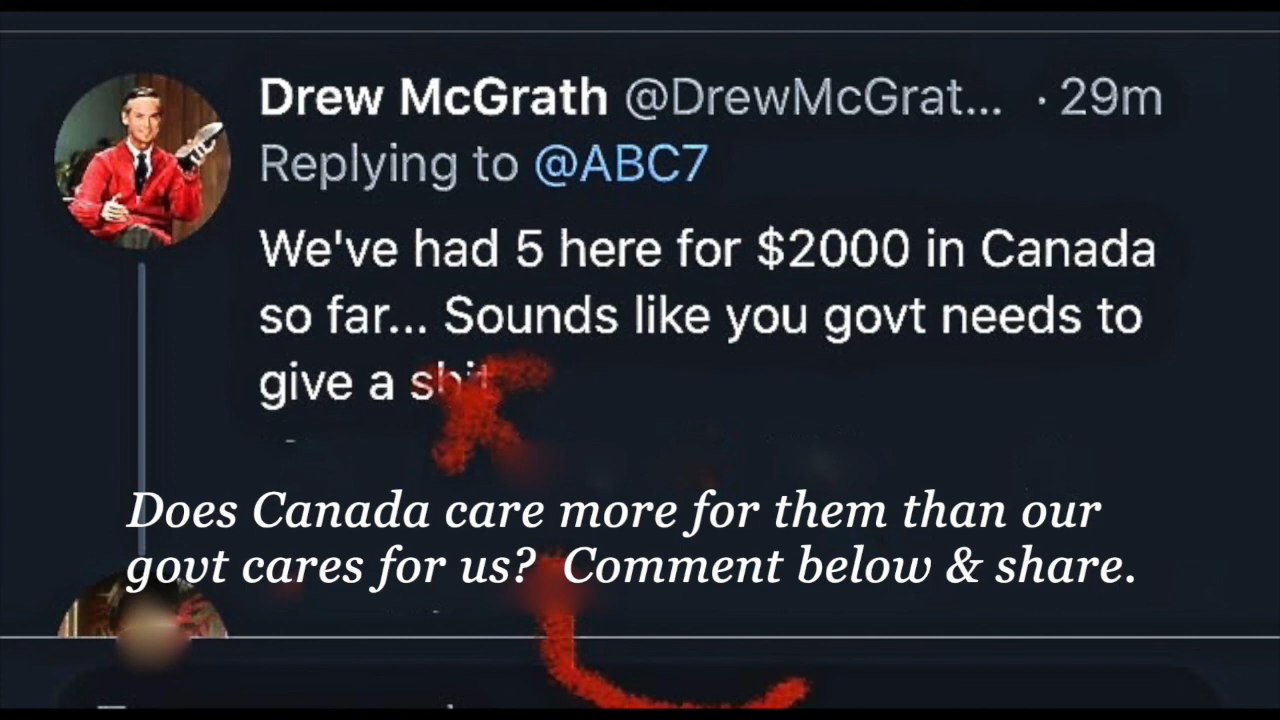 Drew McGrath @DrewMcGrat... · 29m
Replying to @ABC7
We've had 5 here for $2000 in Canada
so far... Sounds like you govt needs to
give a shit
Does Canada care more for them than our
govt cares for us? Comment below & share.